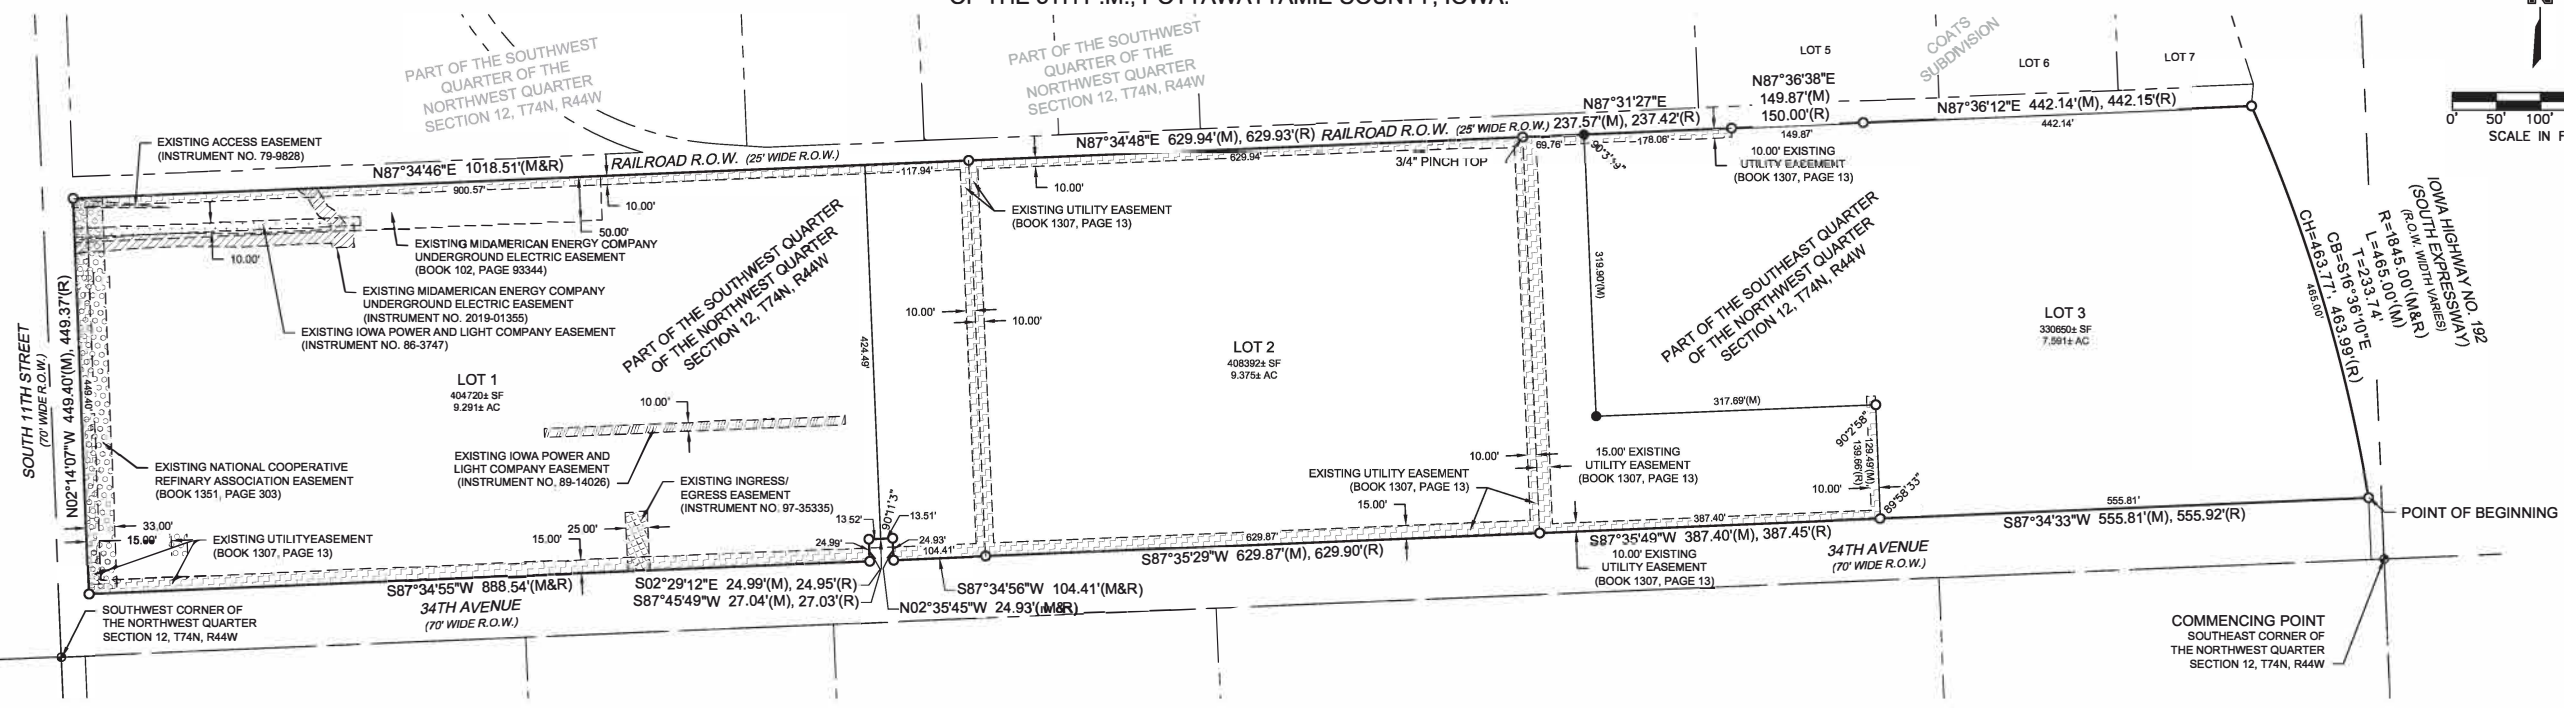 PART OF THE SOUTHWEST
QUARTER OF THE
NORTHWEST QUARTER
SECTION 12, T74N, R44W
PART OF THE SOUTHWEST
QUARTER OF THE
NORTHWEST QUARTER
SECTION 12, T74N, R44W
COATS
SUBDIVISION
LOT 5
LOT 6
LOT 7
0' 50' 100'
SCALE IN F
EXISTING ACCESS EASEMENT
(INSTRUMENT NO. 79-9828)
N87°34'46"E 1018.51'(M&R)
900.57'
RAILROAD R.O.W. (25' WIDE R.O.W.)
117.94'
N87°34'48"E 629.94'(M), 629.93'(R)
629.94'
RAILROAD R.O.W. (25' WIDE R.O.W.)
N87°31'27"E
237.57'(M), 237.42'(R)
69.76'
178.06'
N87°36'38"E
149.87'(M)
150.00'(R)
149.87'
N87°36'12"E 442.14'(M), 442.15'(R)
442.14'
3/4" PINCH TOP
10.00' EXISTING
UTILITY EASEMENT
(BOOK 1307, PAGE 13)
10.00'
50.00'
10.00'
10.00'
EXISTING MIDAMERICAN ENERGY COMPANY
UNDERGROUND ELECTRIC EASEMENT
(BOOK 102, PAGE 93344)
EXISTING MIDAMERICAN ENERGY COMPANY
UNDERGROUND ELECTRIC EASEMENT
(INSTRUMENT NO. 2019-01355)
EXISTING IOWA POWER AND LIGHT COMPANY EASEMENT
(INSTRUMENT NO. 86-3747)
PART OF THE SOUTHWEST QUARTER
OF THE NORTHWEST QUARTER
SECTION 12, T74N, R44W
EXISTING UTILITY EASEMENT
(BOOK 1307, PAGE 13)
10.00'
10.00'
424.49'
PART OF THE SOUTHEAST QUARTER
OF THE NORTHWEST QUARTER
SECTION 12, T74N, R44W
319.90'(M)
317.69'(M)
IOWA HIGHWAY NO. 192
(SOUTH EXPRESSWAY)
(R.O.W. WIDTH VARIES)
R=1845.00'(M&R)
L=465.00'(M)
T=233.74'
CB=S16°36'10"E
CH=463.77', 463.99'(R)
465.00'
SOUTH 11TH STREET
(70' WIDE R.O.W.)
N02°14'07"W 449.40'(M), 449.37'(R)
449.40'
LOT 1
404720± SF
9.291± AC
LOT 2
408392± SF
9.375± AC
LOT 3
330650± SF
7.591± AC
10.00'
EXISTING IOWA POWER AND
LIGHT COMPANY EASEMENT
(INSTRUMENT NO. 89-14026)
EXISTING NATIONAL COOPERATIVE
REFINARY ASSOCIATION EASEMENT
(BOOK 1351, PAGE 303)
EXISTING INGRESS/
EGRESS EASEMENT
(INSTRUMENT NO. 97-35335)
33.00'
15.00'
EXISTING UTILITYEASEMENT
(BOOK 1307, PAGE 13)
25.00'
15.00'
13.52'
90°11'3"
13.51'
24.99'
24.93'
104.41'
EXISTING UTILITY EASEMENT
(BOOK 1307, PAGE 13)
15.00'
10.00'
15.00' EXISTING
UTILITY EASEMENT
(BOOK 1307, PAGE 13)
90°2'58"
129.49'(M)
139.66'(R)
10.00'
89°58'33"
S87°34'55"W 888.54'(M&R)
34TH AVENUE
(70' WIDE R.O.W.)
S02°29'12"E 24.99'(M), 24.95'(R)
S87°45'49"W 27.04'(M), 27.03'(R)
S87°34'56"W 104.41'(M&R)
N02°35'45"W 24.93'(M&R)
629.87'
S87°35'29"W 629.87'(M), 629.90'(R)
387.40'
S87°35'49"W 387.40'(M), 387.45'(R)
10.00' EXISTING
UTILITY EASEMENT
(BOOK 1307, PAGE 13)
34TH AVENUE
(70' WIDE R.O.W.)
555.81'
S87°34'33"W 555.81'(M), 555.92'(R)
POINT OF BEGINNING
SOUTHWEST CORNER OF
THE NORTHWEST QUARTER
SECTION 12, T74N, R44W
COMMENCING POINT
SOUTHEAST CORNER OF
THE NORTHWEST QUARTER
SECTION 12, T74N, R44W